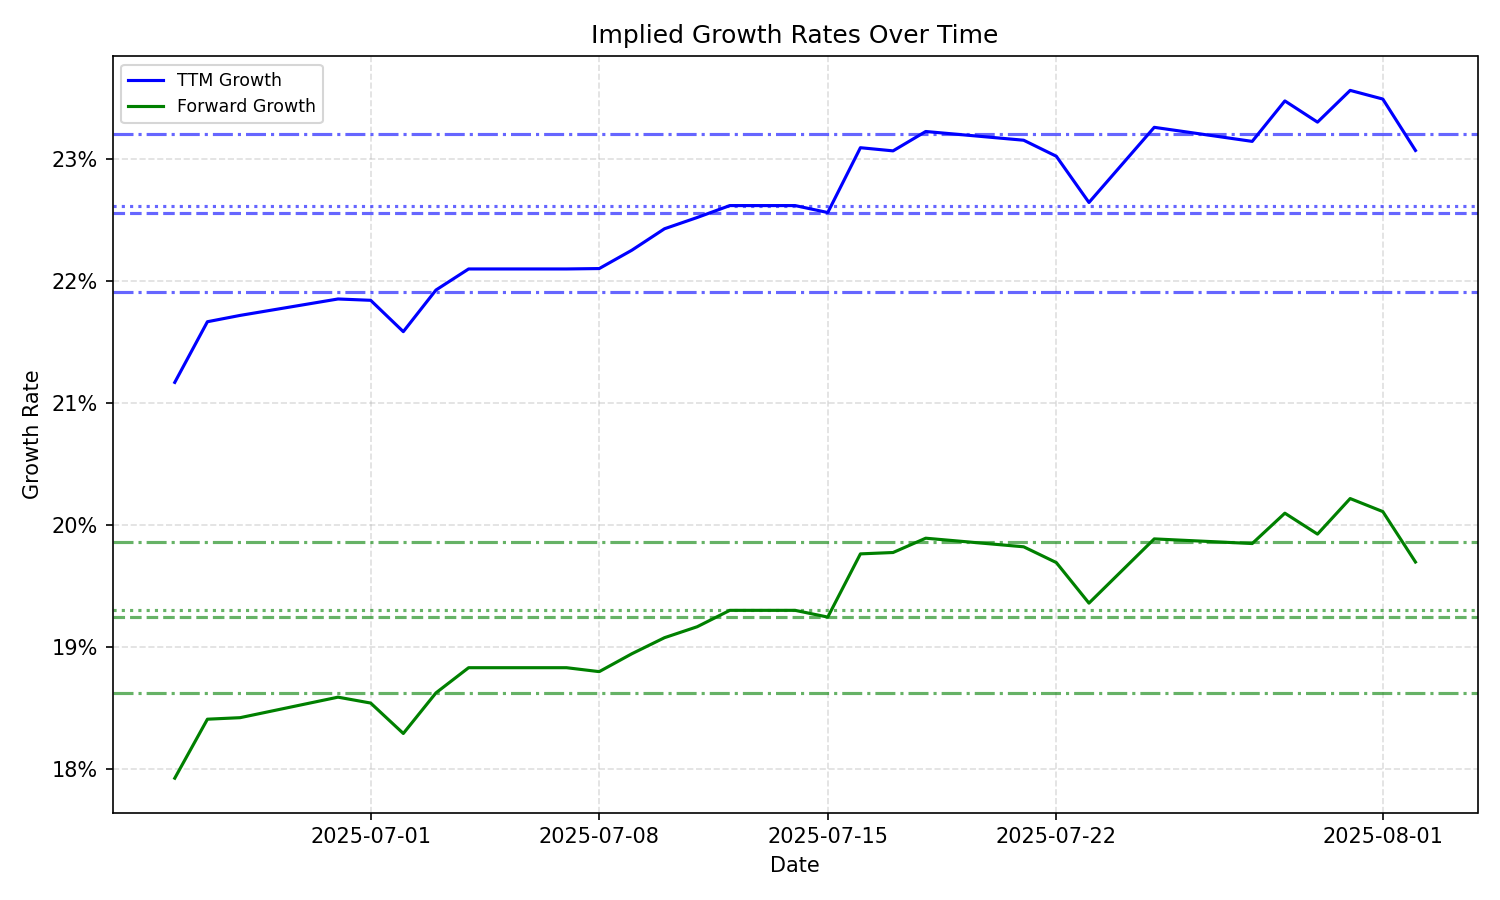 Implied Growth Rates Over Time
TTM Growth
Forward Growth
23%
22%
21%
20%
19%
18%
Growth Rate
2025-07-01
2025-07-08
2025-07-15
2025-07-22
2025-08-01
Date